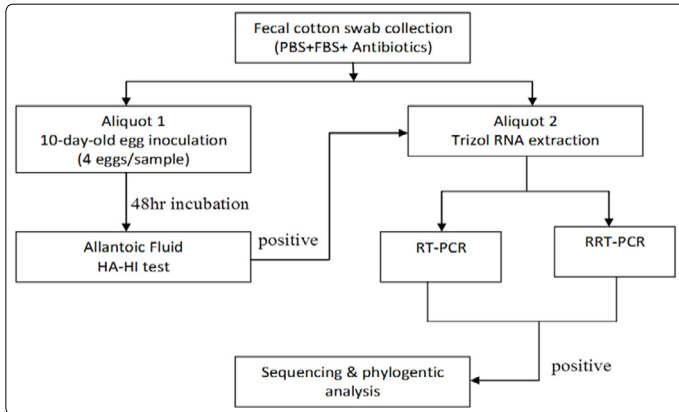 Fecal cotton swab collection
(PBS+FBS+ Antibiotics)
Aliquot 1
10-day-old egg inoculation
(4 eggs/sample)
Aliquot 2
Trizol RNA extraction
48hr incubation
Allantoic Fluid
HA-HI test
positive
RT-PCR
RRT-PCR
Sequencing & phylogentic
analysis
positive